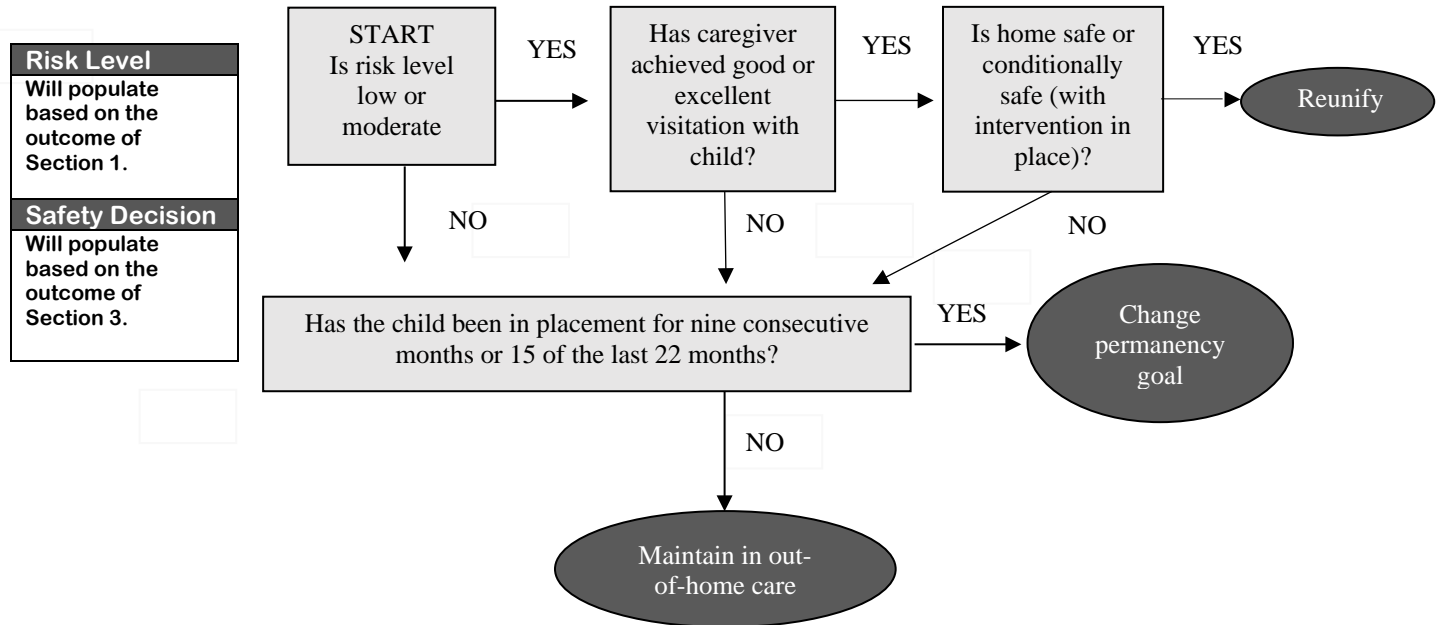 Risk Level
Will populate
based on the
outcome of
Section 1.
Safety Decision
Will populate
based on the
outcome of
Section 3.
START
Is risk level
low or
moderate
YES
Has caregiver
achieved good or
excellent
visitation with
child?
YES
Is home safe or
conditionally
safe (with
intervention in
place)?
YES
Reunify
NO
NO
NO
Has the child been in placement for nine consecutive
months or 15 of the last 22 months?
YES
Change
permanency
goal
NO
Maintain in out-
of-home care